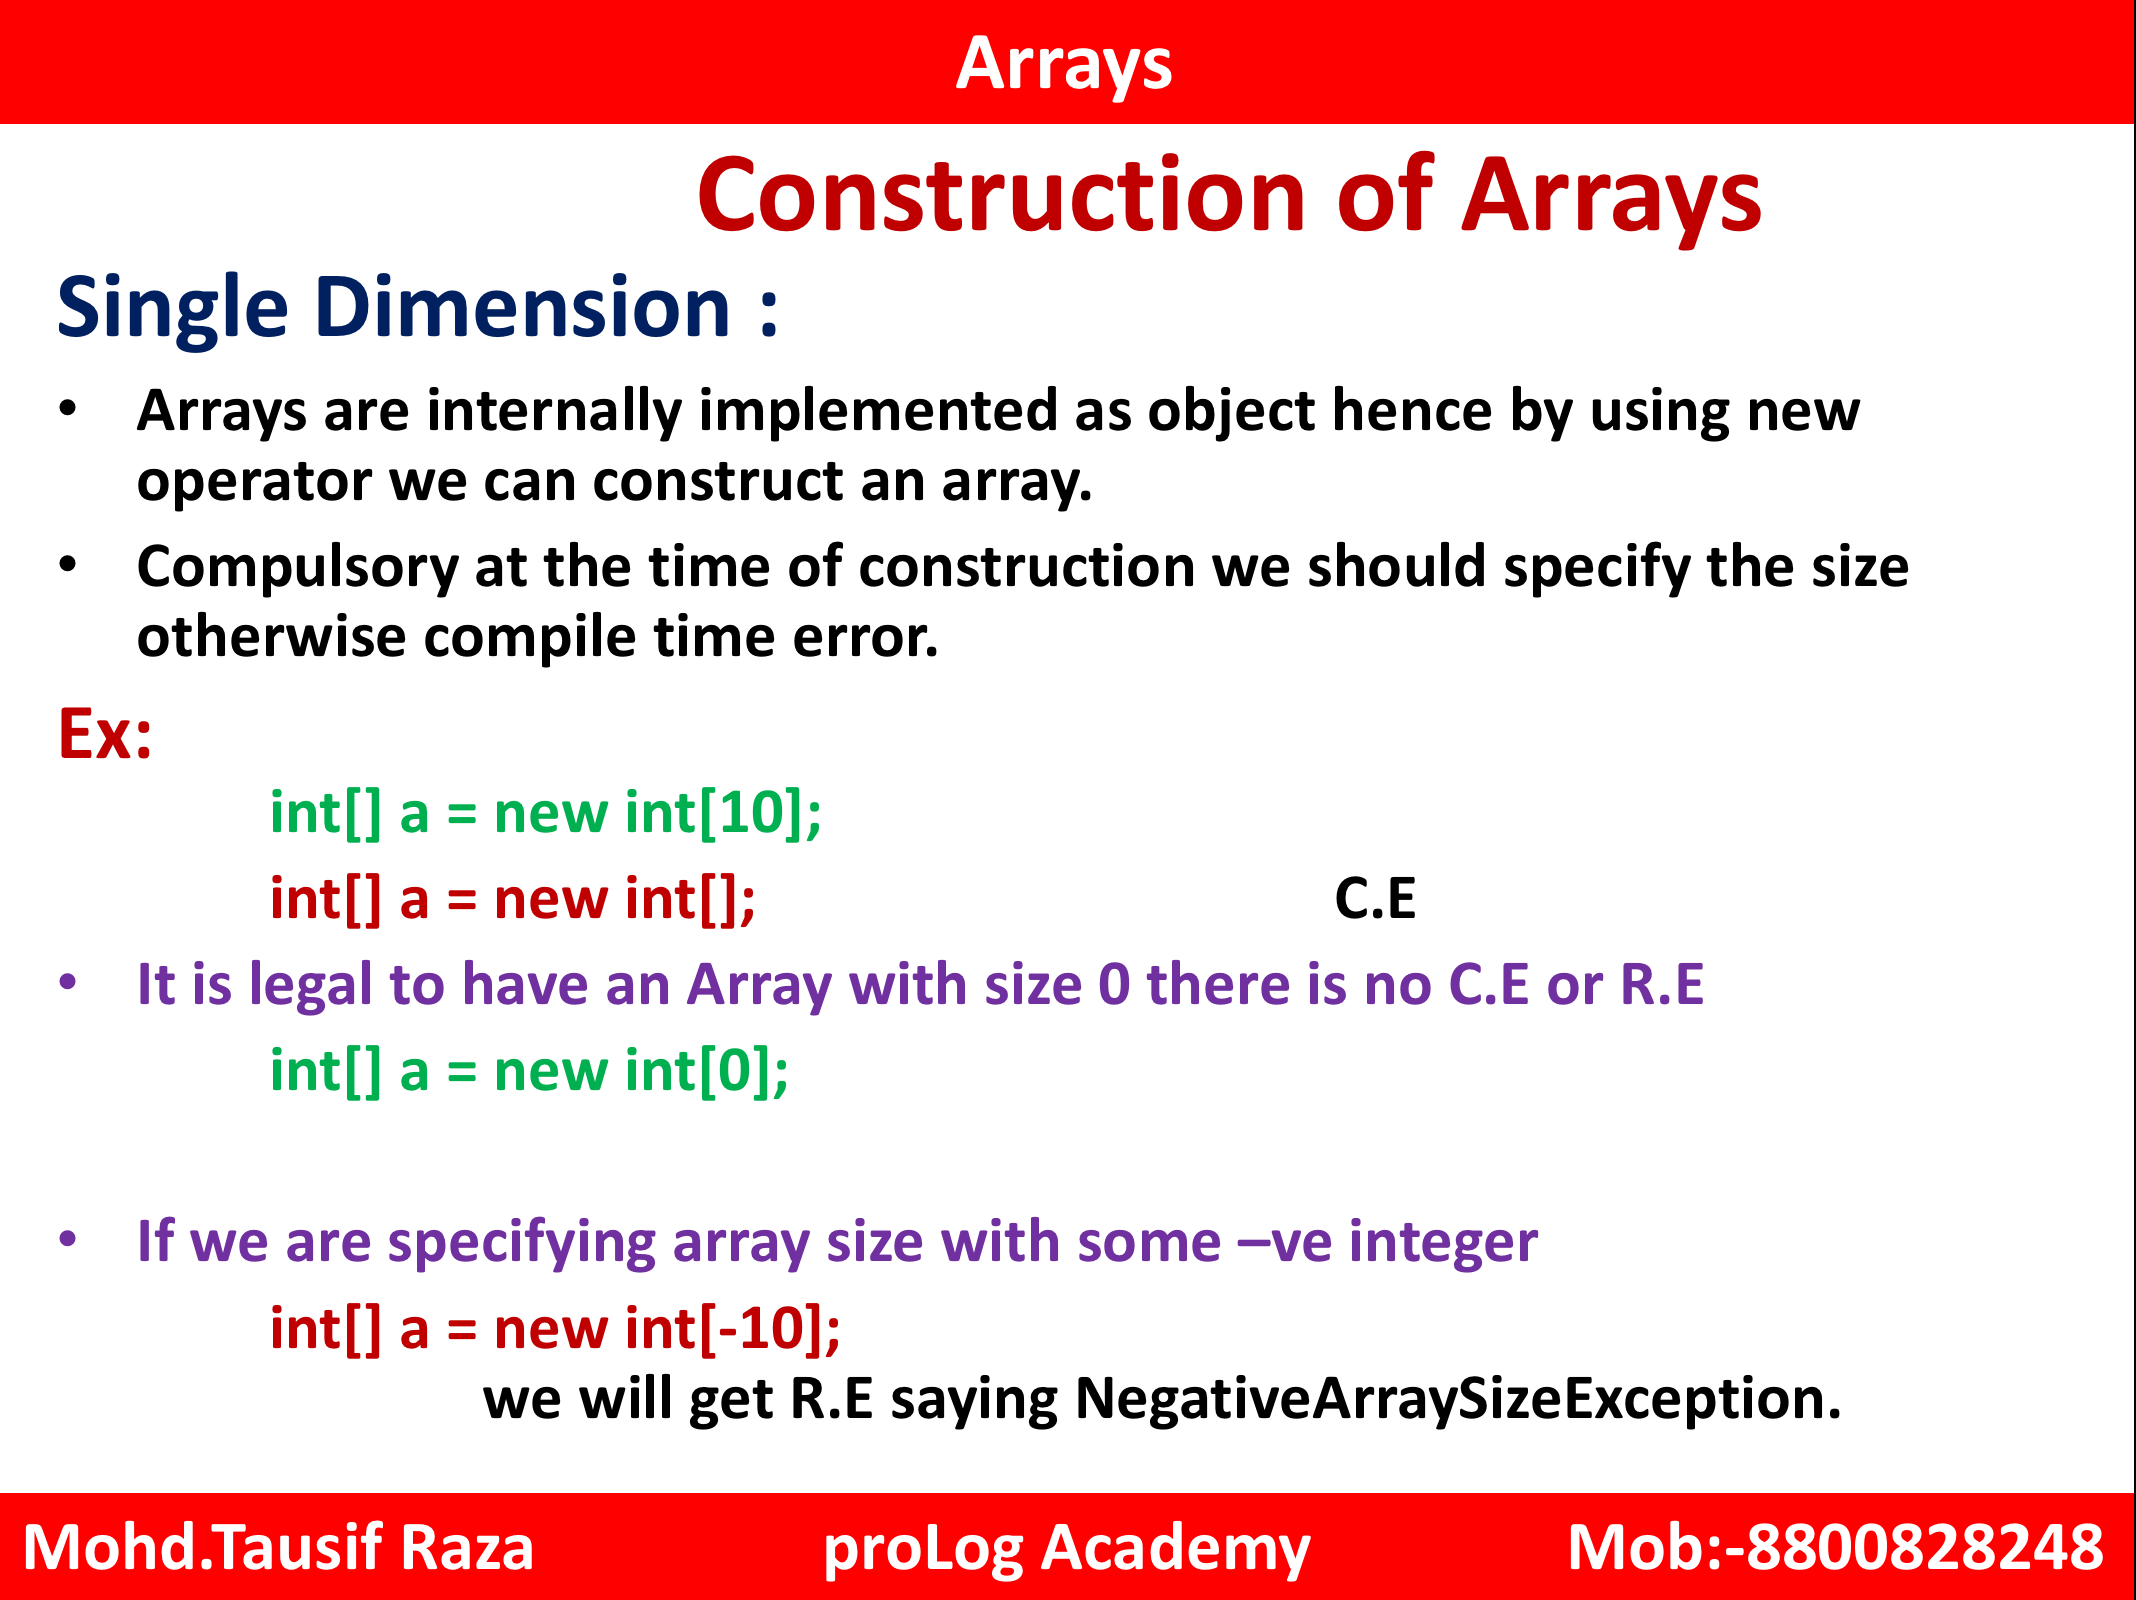 Arrays
Construction of Arrays
Single Dimension :
• Arrays are internally implemented as object hence by using new
operator we can construct an array.
• Compulsory at the time of construction we should specify the size
otherwise compile time error.
Ex:
int[] a = new int[10];
int[] a = new int[]; C.E
• It is legal to have an Array with size 0 there is no C.E or R.E
int[] a = new int[0];
• If we are specifying array size with some –ve integer
int[] a = new int[-10];
we will get R.E saying NegativeArraySizeException.
Mohd.Tausif Raza proLog Academy Mob:-8800828248